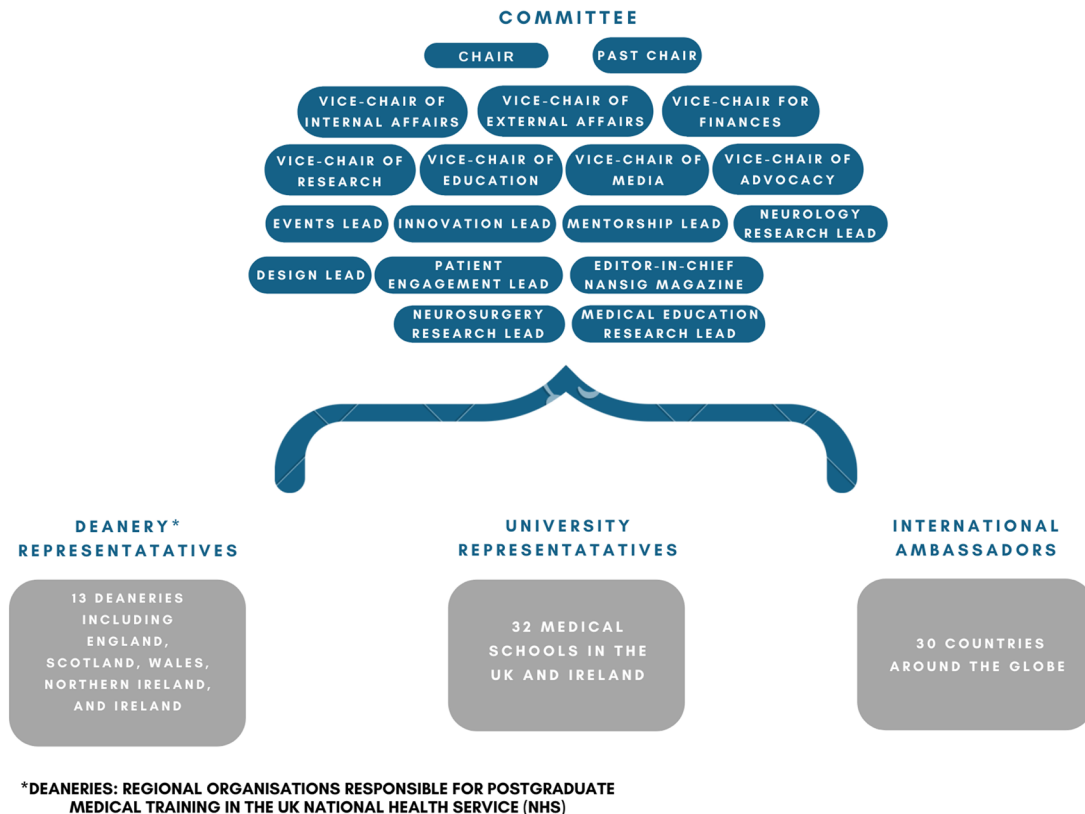 COMMITTEE
CHAIR
PAST CHAIR
VICE-CHAIR OF
INTERNAL AFFAIRS
VICE-CHAIR OF
EXTERNAL AFFAIRS
VICE-CHAIR FOR
FINANCES
VICE-CHAIR OF
RESEARCH
VICE-CHAIR OF
EDUCATION
VICE-CHAIR OF
MEDIA
VICE-CHAIR OF
ADVOCACY
EVENTS LEAD
INNOVATION LEAD
MENTORSHIP LEAD
NEUROLOGY
RESEARCH LEAD
DESIGN LEAD
PATIENT
ENGAGEMENT LEAD
EDITOR-IN-CHIEF
NANSIG MAGAZINE
NEUROSURGERY
RESEARCH LEAD
MEDICAL EDUCATION
RESEARCH LEAD
DEANERY*
REPRESENTATATIVES
13 DEANERIES
INCLUDING
ENGLAND,
SCOTLAND, WALES,
NORTHERN IRELAND,
AND IRELAND
UNIVERSITY
REPRESENTATATIVES
32 MEDICAL
SCHOOLS IN THE
UK AND IRELAND
INTERNATIONAL
AMBASSADORS
30 COUNTRIES
AROUND THE GLOBE
*DEANERIES: REGIONAL ORGANISATIONS RESPONSIBLE FOR POSTGRADUATE
MEDICAL TRAINING IN THE UK NATIONAL HEALTH SERVICE (NHS)